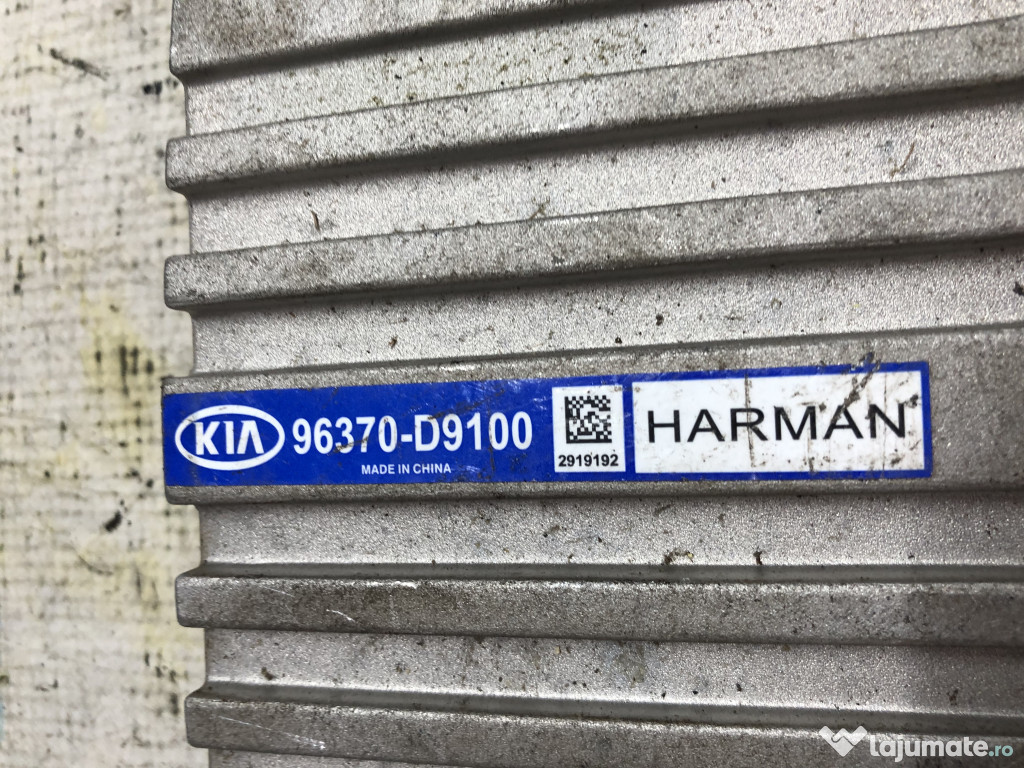 KIA 96370-D9100
MADE IN CHINA
2919192
HARMAN
lajumate.ro